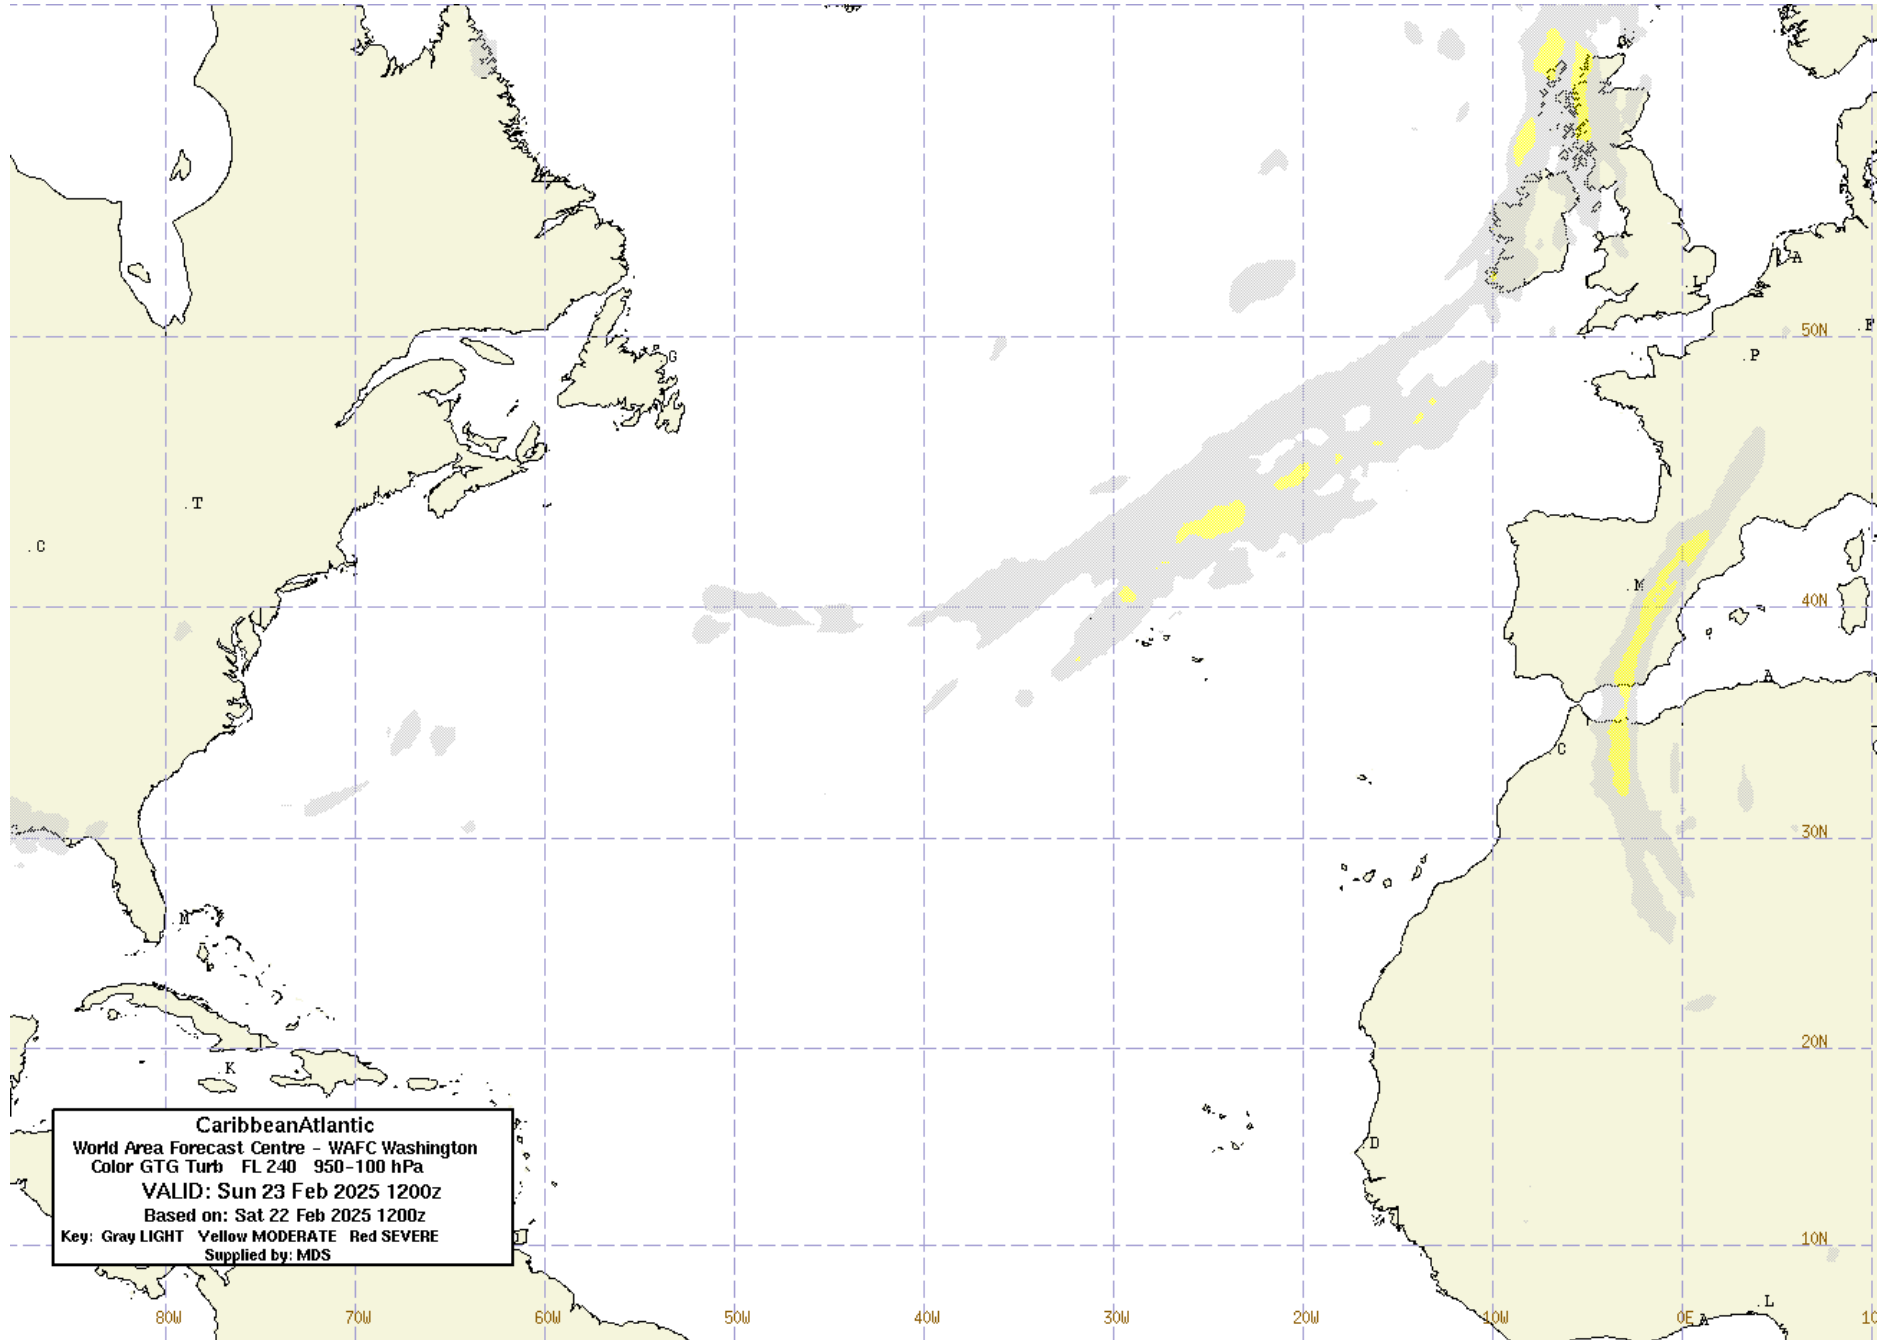 G
L
A
50N
F
G
P
T
C
M
40N
A
C
30N
M
20N
K
CaribbeanAtlantic
D
World Area Forecast Centre – WAFC Washington
Color GTG Turb FL 240 950–100 hPa
VALID: Sun 23 Feb 2025 1200z
Based on: Sat 22 Feb 2025 1200z
Key: Gray LIGHT Yellow MODERATE Red SEVERE
10N
Supplied by: MDS
L
80W 70W 60W 50W 40W 30W 20W 10W 0E A 10